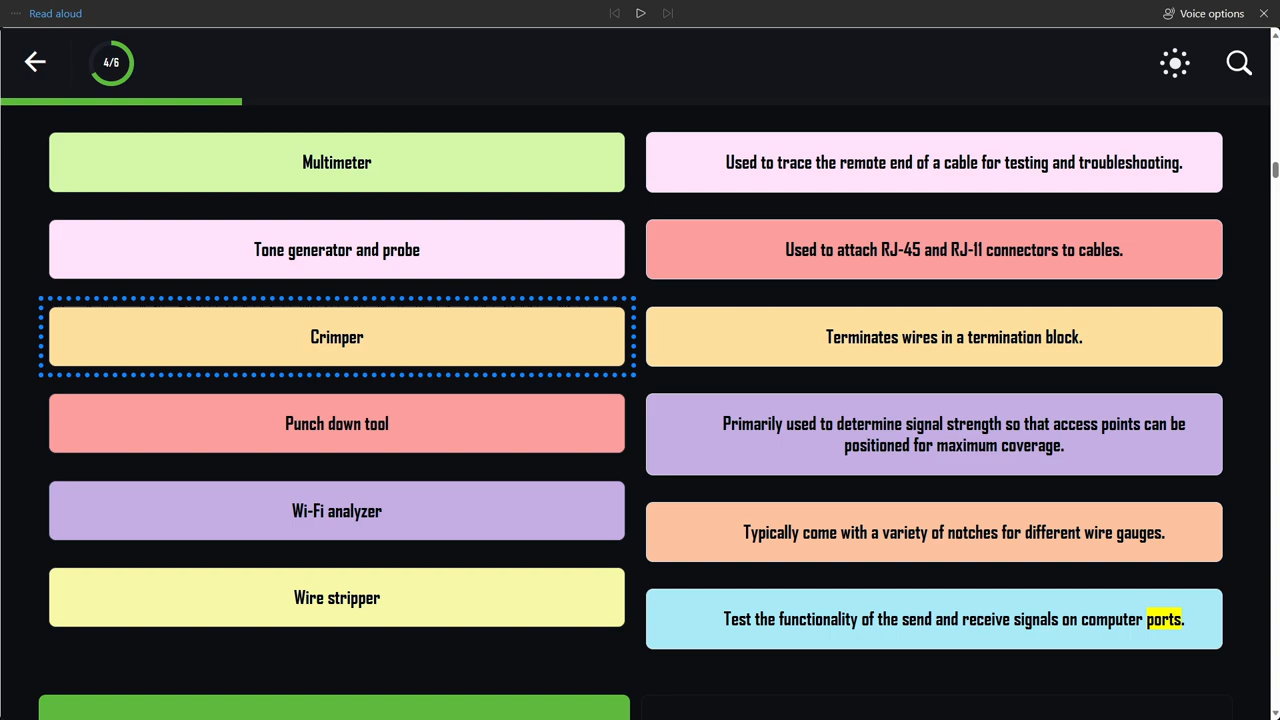 Read aloud
Voice options
4/6
Multimeter
Used to trace the remote end of a cable for testing and troubleshooting.
Tone generator and probe
Used to attach RJ-45 and RJ-11 connectors to cables.
Crimper
Terminates wires in a termination block.
Punch down tool
Primarily used to determine signal strength so that access points can be
positioned for maximum coverage.
Wi-Fi analyzer
Typically come with a variety of notches for different wire gauges.
Wire stripper
Test the functionality of the send and receive signals on computer ports.